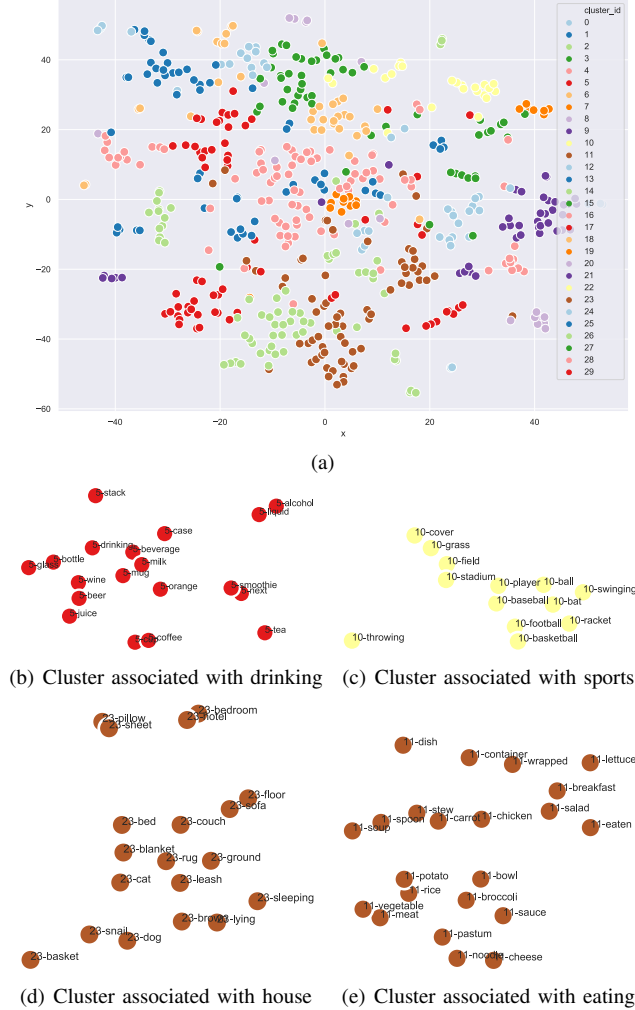 cluster_id
0
1
2
3
4
5
6
7
8
9
10
11
12
13
14
15
16
17
18
19
20
21
22
23
24
25
26
27
28
29
40
20
0
−20
−40
−60
y
−40
−20
0
20
40
x
(a)
5-stack
5-alcohol
5-liquid
5-case
5-drinking
5-beverage
5-bottle
5-milk
5-glass
5-mug
5-wine
5-orange
5-smoothie
5-next
5-beer
5-juice
5-tea
5-cup
5-coffee
10-cover
10-grass
10-field
10-stadium
10-player
10-ball
10-swinging
10-baseball
10-bat
10-football
10-racket
10-throwing
10-basketball
(b) Cluster associated with drinking
(c) Cluster associated with sports
23-bedroom
23-hotel
23-pillow
23-sheet
23-floor
23-sofa
23-bed
23-couch
23-blanket
23-rug
23-ground
23-cat
23-leash
23-sleeping
23-brown
23-lying
23-snail
23-dog
23-basket
11-dish
11-container
11-wrapped
11-lettuce
11-breakfast
11-stew
11-salad
11-spoon
11-carrot
11-chicken
11-soup
11-eaten
11-potato
11-bowl
11-rice
11-broccoli
11-vegetable
11-meat
11-sauce
11-pastum
11-noodle
11-cheese
(d) Cluster associated with house
(e) Cluster associated with eating